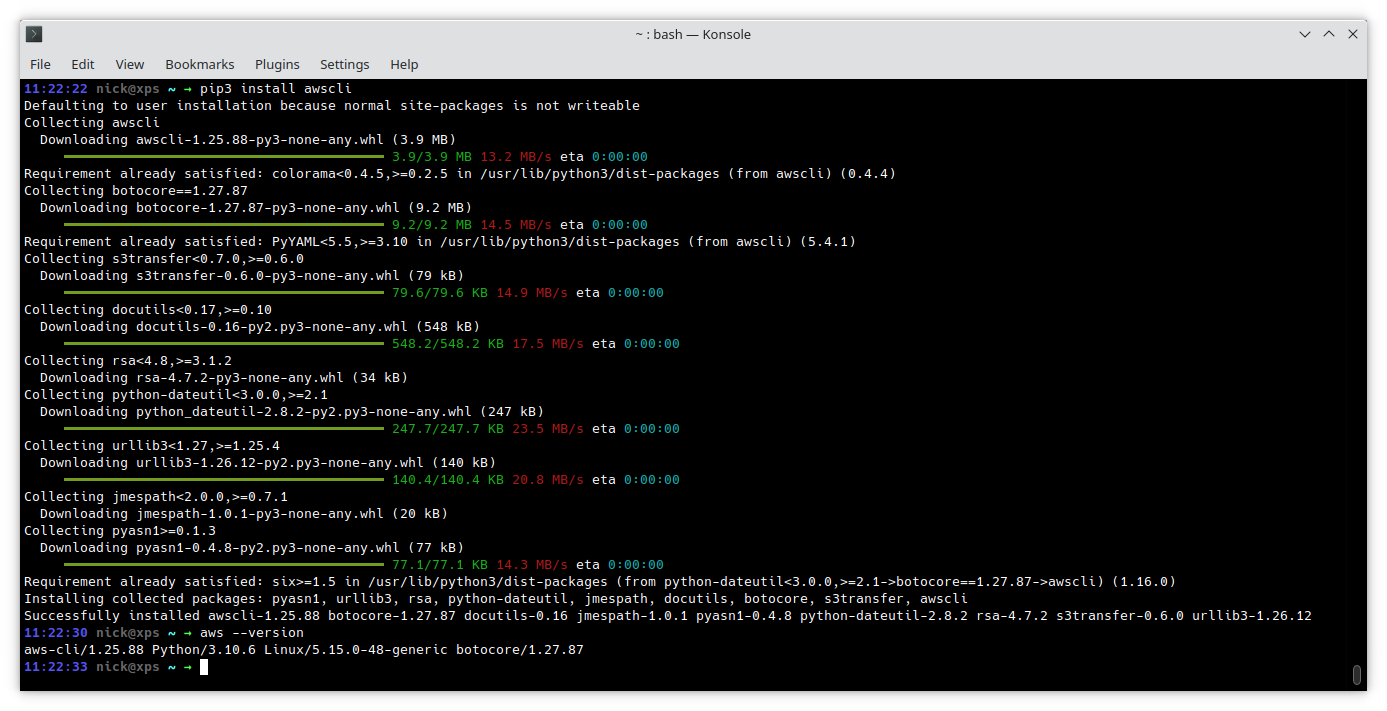 ~ : bash — Konsole
File Edit View Bookmarks Plugins Settings Help
11:22:22 nick@xps ~ → pip3 install awscli
Defaulting to user installation because normal site-packages is not writeable
Collecting awscli
  Downloading awscli-1.25.88-py3-none-any.whl (3.9 MB)
3.9/3.9 MB 13.2 MB/s eta 0:00:00
Requirement already satisfied: colorama<0.4.5,>=0.2.5 in /usr/lib/python3/dist-packages (from awscli) (0.4.4)
Collecting botocore==1.27.87
  Downloading botocore-1.27.87-py3-none-any.whl (9.2 MB)
9.2/9.2 MB 14.5 MB/s eta 0:00:00
Requirement already satisfied: PyYAML<5.5,>=3.10 in /usr/lib/python3/dist-packages (from awscli) (5.4.1)
Collecting s3transfer<0.7.0,>=0.6.0
  Downloading s3transfer-0.6.0-py3-none-any.whl (79 kB)
79.6/79.6 KB 14.9 MB/s eta 0:00:00
Collecting docutils<0.17,>=0.10
  Downloading docutils-0.16-py2.py3-none-any.whl (548 kB)
548.2/548.2 KB 17.5 MB/s eta 0:00:00
Collecting rsa<4.8,>=3.1.2
  Downloading rsa-4.7.2-py3-none-any.whl (34 kB)
Collecting python-dateutil<3.0.0,>=2.1
  Downloading python_dateutil-2.8.2-py2.py3-none-any.whl (247 kB)
247.7/247.7 KB 23.5 MB/s eta 0:00:00
Collecting urllib3<1.27,>=1.25.4
  Downloading urllib3-1.26.12-py2.py3-none-any.whl (140 kB)
140.4/140.4 KB 20.8 MB/s eta 0:00:00
Collecting jmespath<2.0.0,>=0.7.1
  Downloading jmespath-1.0.1-py3-none-any.whl (20 kB)
Collecting pyasn1>=0.1.3
  Downloading pyasn1-0.4.8-py2.py3-none-any.whl (77 kB)
77.1/77.1 KB 14.3 MB/s eta 0:00:00
Requirement already satisfied: six>=1.5 in /usr/lib/python3/dist-packages (from python-dateutil<3.0.0,>=2.1->botocore==1.27.87->awscli) (1.16.0)
Installing collected packages: pyasn1, urllib3, rsa, python-dateutil, jmespath, docutils, botocore, s3transfer, awscli
Successfully installed awscli-1.25.88 botocore-1.27.87 docutils-0.16 jmespath-1.0.1 pyasn1-0.4.8 python-dateutil-2.8.2 rsa-4.7.2 s3transfer-0.6.0 urllib3-1.26.12
11:22:30 nick@xps ~ → aws --version
aws-cli/1.25.88 Python/3.10.6 Linux/5.15.0-48-generic botocore/1.27.87
11:22:33 nick@xps ~ →